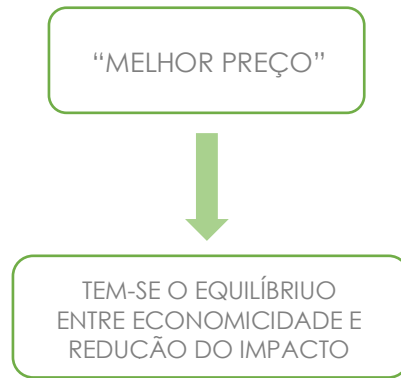 “MELHOR PREÇO”
TEM-SE O EQUILÍBRIUO
ENTRE ECONOMICIDADE E
REDUCÃO DO IMPACTO